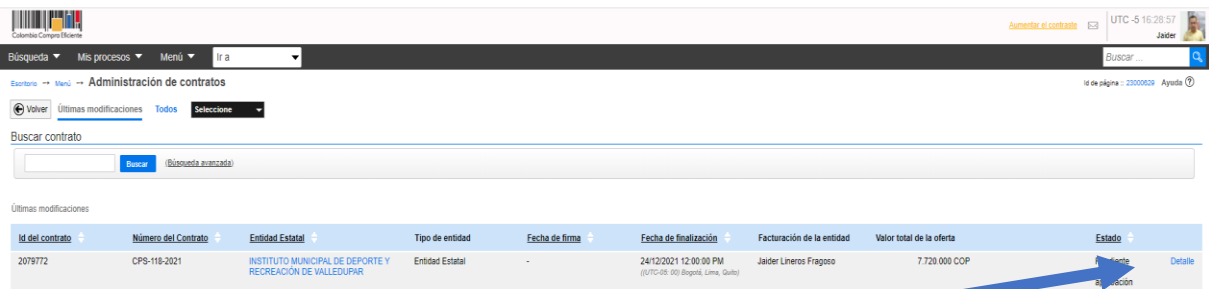 Colombia Compra Eficiente
Aumentar el contraste
UTC -5 16:28:57
Jaider
Búsqueda Mis procesos Menú Ir a
Buscar ...
Escritorio → Menú → Administración de contratos
Id de página :: 23000629 Ayuda ?
Volver Últimas modificaciones Todos Seleccione
Buscar contrato
Buscar (Búsqueda avanzada)
Últimas modificaciones
Id del contrato Número del Contrato Entidad Estatal Tipo de entidad Fecha de firma Fecha de finalización Facturación de la entidad Valor total de la oferta Estado
2079772 CPS-118-2021 INSTITUTO MUNICIPAL DE DEPORTE Y Entidad Estatal - 24/12/2021 12:00:00 PM Jaider Lineros Fragoso 7.720.000 COP Detalle
RECREACIÓN DE VALLEDUPAR ((UTC-05: 00) Bogotá, Lima, Quito)